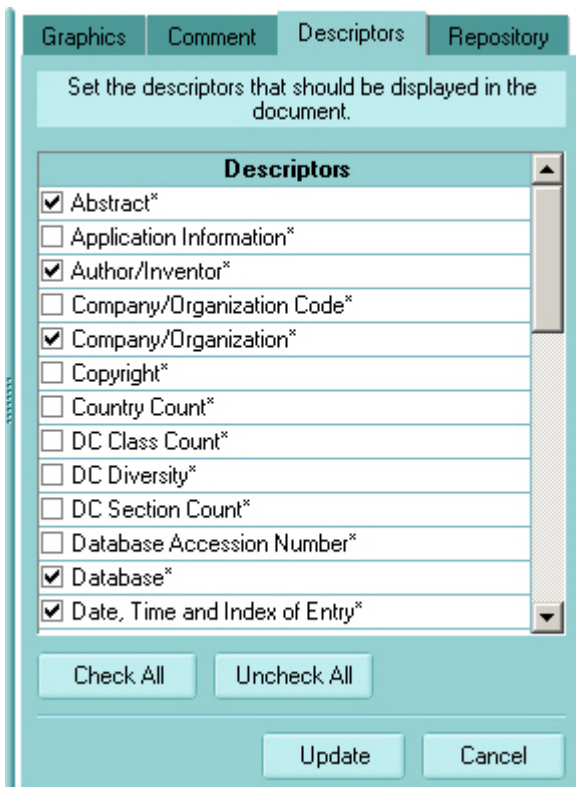 Graphics Comment Descriptors Repository
Set the descriptors that should be displayed in the
document.
Descriptors
Abstract*
Application Information*
Author/Inventor*
Company/Organization Code*
Company/Organization*
Copyright*
Country Count*
DC Class Count*
DC Diversity*
DC Section Count*
Database Accession Number*
Database*
Date, Time and Index of Entry*
Check All Uncheck All
Update Cancel